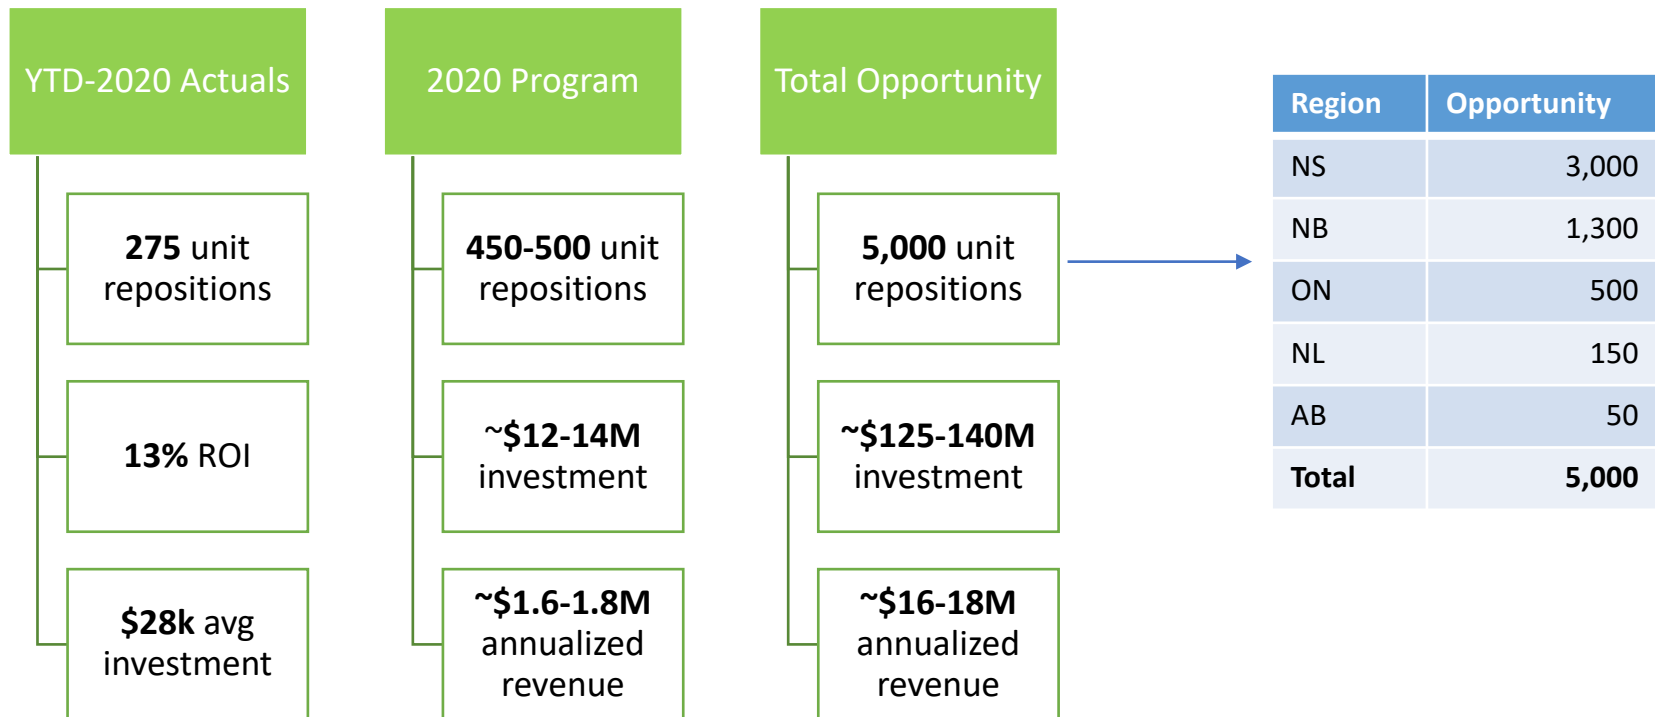 YTD-2020 Actuals
275 unit
repositions
13% ROI
$28k avg
investment
2020 Program
450-500 unit
repositions
~$12-14M
investment
~$1.6-1.8M
annualized
revenue
Total Opportunity
5,000 unit
repositions
~$125-140M
investment
~$16-18M
annualized
revenue
Region Opportunity
NS 3,000
NB 1,300
ON 500
NL 150
AB 50
Total 5,000